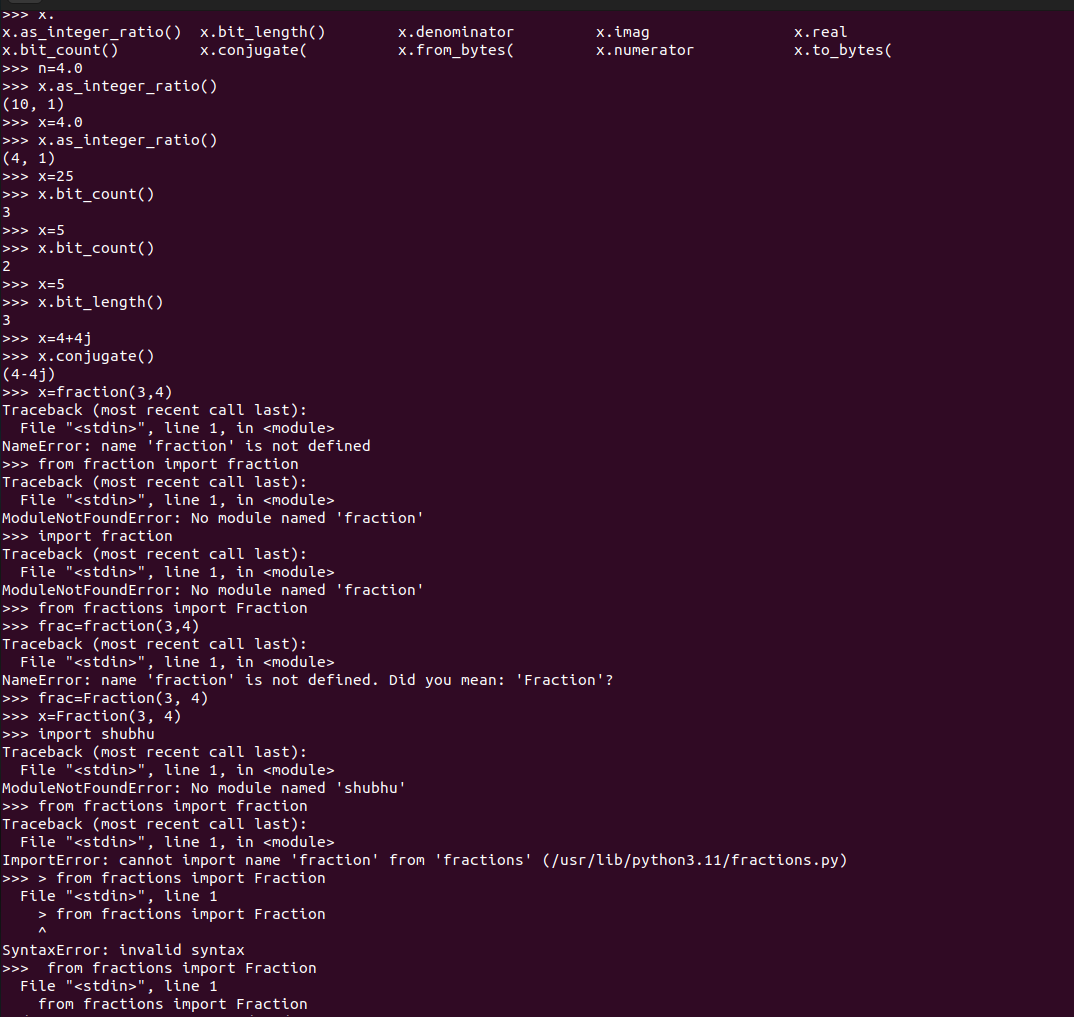 >>> x.
x.as_integer_ratio()  x.bit_length()        x.denominator         x.imag                x.real
x.bit_count()         x.conjugate(          x.from_bytes(         x.numerator           x.to_bytes(
>>> n=4.0
>>> x.as_integer_ratio()
(10, 1)
>>> x=4.0
>>> x.as_integer_ratio()
(4, 1)
>>> x=25
>>> x.bit_count()
3
>>> x=5
>>> x.bit_count()
2
>>> x=5
>>> x.bit_length()
3
>>> x=4+4j
>>> x.conjugate()
(4-4j)
>>> x=fraction(3,4)
Traceback (most recent call last):
  File "<stdin>", line 1, in <module>
NameError: name 'fraction' is not defined
>>> from fraction import fraction
Traceback (most recent call last):
  File "<stdin>", line 1, in <module>
ModuleNotFoundError: No module named 'fraction'
>>> import fraction
Traceback (most recent call last):
  File "<stdin>", line 1, in <module>
ModuleNotFoundError: No module named 'fraction'
>>> from fractions import Fraction
>>> frac=fraction(3,4)
Traceback (most recent call last):
  File "<stdin>", line 1, in <module>
NameError: name 'fraction' is not defined. Did you mean: 'Fraction'?
>>> frac=Fraction(3, 4)
>>> x=Fraction(3, 4)
>>> import shubhu
Traceback (most recent call last):
  File "<stdin>", line 1, in <module>
ModuleNotFoundError: No module named 'shubhu'
>>> from fractions import fraction
Traceback (most recent call last):
  File "<stdin>", line 1, in <module>
ImportError: cannot import name 'fraction' from 'fractions' (/usr/lib/python3.11/fractions.py)
>>> > from fractions import Fraction
  File "<stdin>", line 1
    > from fractions import Fraction
    ^
SyntaxError: invalid syntax
>>>  from fractions import Fraction
  File "<stdin>", line 1
    from fractions import Fraction